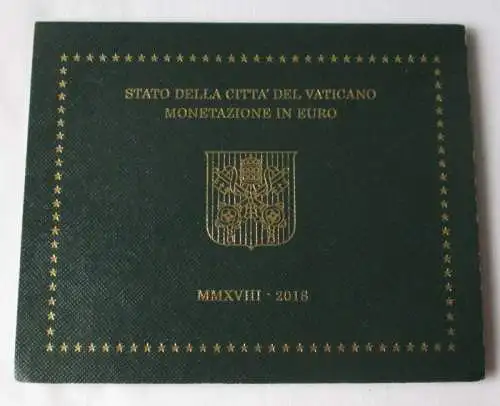 STATO DELLA CITTA' DEL VATICANO
MONETAZIONE IN EURO
MMXVIII - 2018